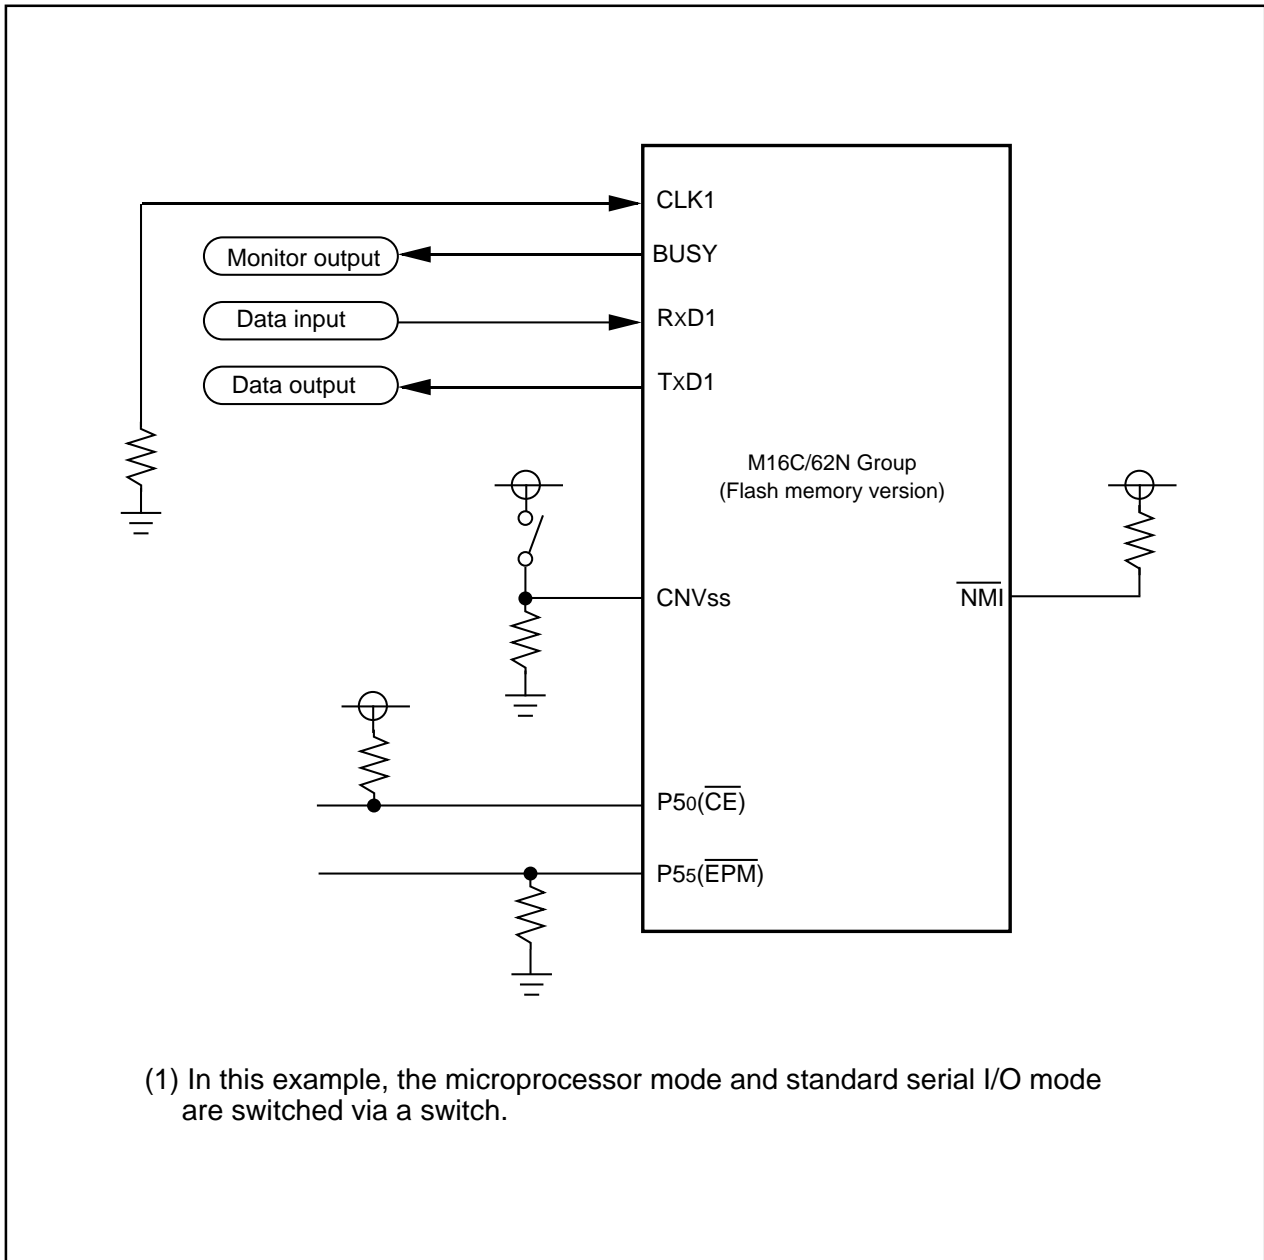 CLK1
Monitor output
BUSY
Data input
RxD1
Data output
TxD1
M16C/62N Group
(Flash memory version)
CNVss
NMI
P50(CE)
P55(EPM)
(1) In this example, the microprocessor mode and standard serial I/O mode
are switched via a switch.